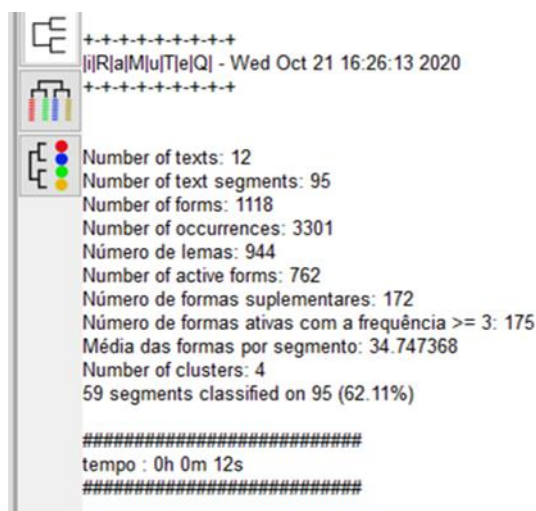 +-+-+-+-+-+-+-+-+
|i|R|a|M|u|T|e|Q| - Wed Oct 21 16:26:13 2020
+-+-+-+-+-+-+-+-+
Number of texts: 12
Number of text segments: 95
Number of forms: 1118
Number of occurrences: 3301
Número de lemas: 944
Number of active forms: 762
Número de formas suplementares: 172
Número de formas ativas com a frequência >= 3: 175
Média das formas por segmento: 34.747368
Number of clusters: 4
59 segments classified on 95 (62.11%)
###########################
tempo : 0h 0m 12s
###########################